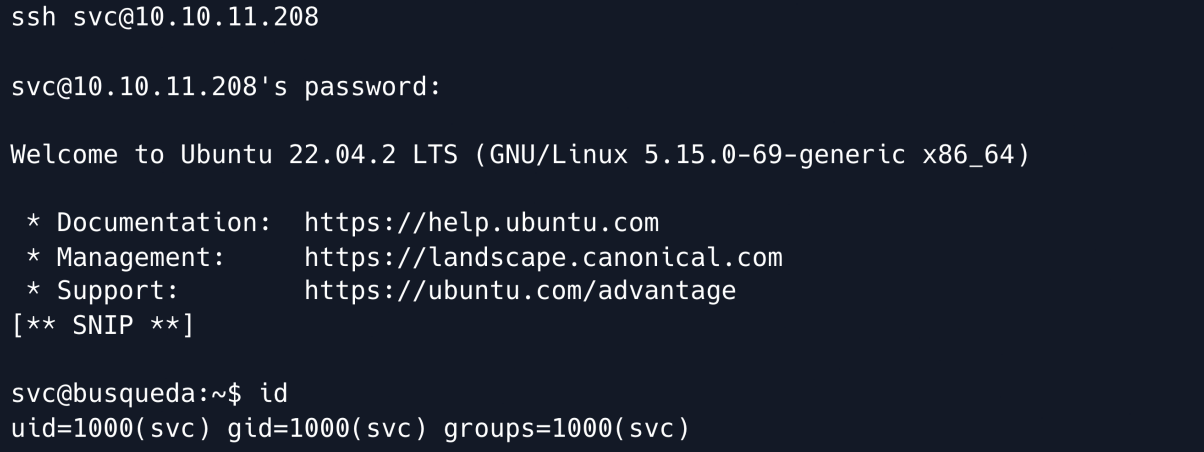 ssh svc@10.10.11.208
svc@10.10.11.208's password:
Welcome to Ubuntu 22.04.2 LTS (GNU/Linux 5.15.0-69-generic x86_64)
 * Documentation:  https://help.ubuntu.com
 * Management:     https://landscape.canonical.com
 * Support:        https://ubuntu.com/advantage
[** SNIP **]
svc@busqueda:~$ id
uid=1000(svc) gid=1000(svc) groups=1000(svc)